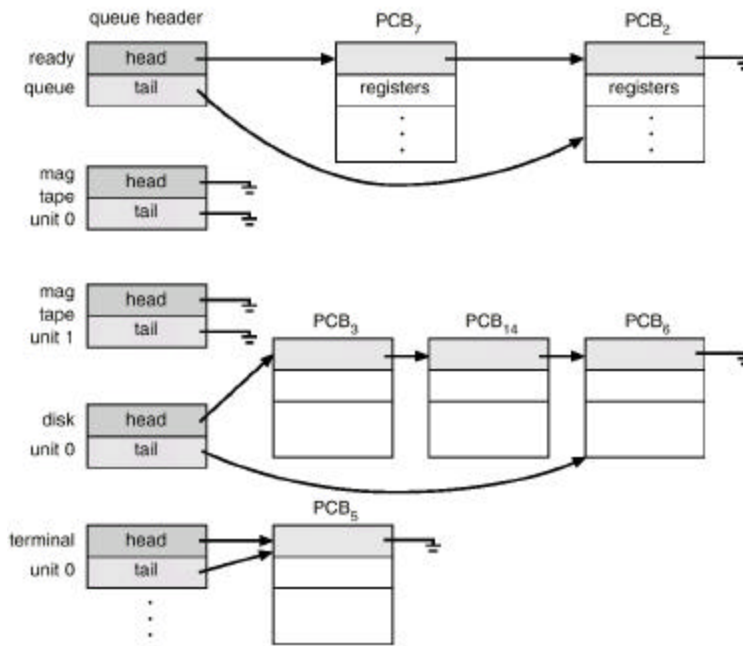 queue header
PCB7
PCB2
ready
queue
head
tail
registers
registers
mag
tape
unit 0
head
tail
mag
tape
unit 1
head
tail
PCB3
PCB14
PCB6
disk
unit 0
head
tail
PCB5
terminal
unit 0
head
tail